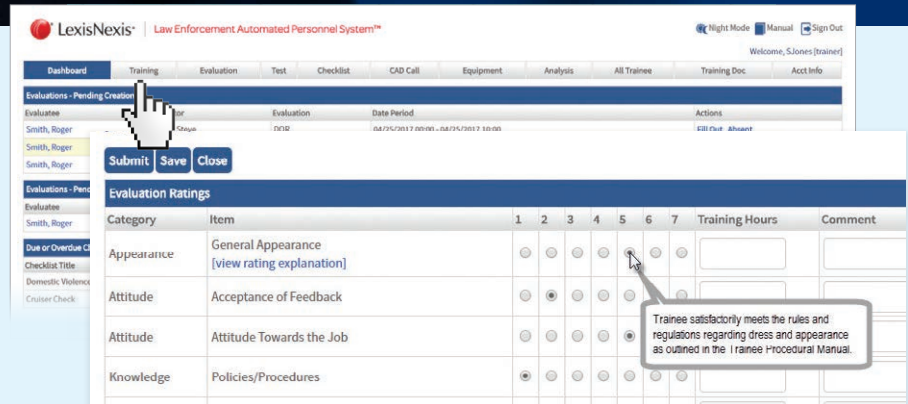 LexisNexis® Law Enforcement Automated Personnel System™
Night Mode Manual Sign Out
Welcome, SJones [trainer]
Dashboard Training Evaluation Test Checklist CAD Call Equipment Analysis All Trainee Training Doc Acct Info
Evaluations - Pending Creation
Evaluatee Evaluation Date Period Actions
Smith, Roger Steve DOR 04/25/2017 00:00 - 04/25/2017 10:00 Fill Out Absent
Smith, Roger
Smith, Roger
Evaluations - Pend
Evaluatee
Smith, Roger
Due or Overdue
Checklist Title
Domestic Violence
Cruiser Check
Submit Save Close
Evaluation Ratings
Category Item 1 2 3 4 5 6 7 Training Hours Comment
Appearance General Appearance
[view rating explanation]
Attitude Acceptance of Feedback
Attitude Attitude Towards the Job
Knowledge Policies/Procedures
Trainee satisfactorily meets the rules and
regulations regarding dress and appearance
as outlined in the Trainee Procedural Manual.